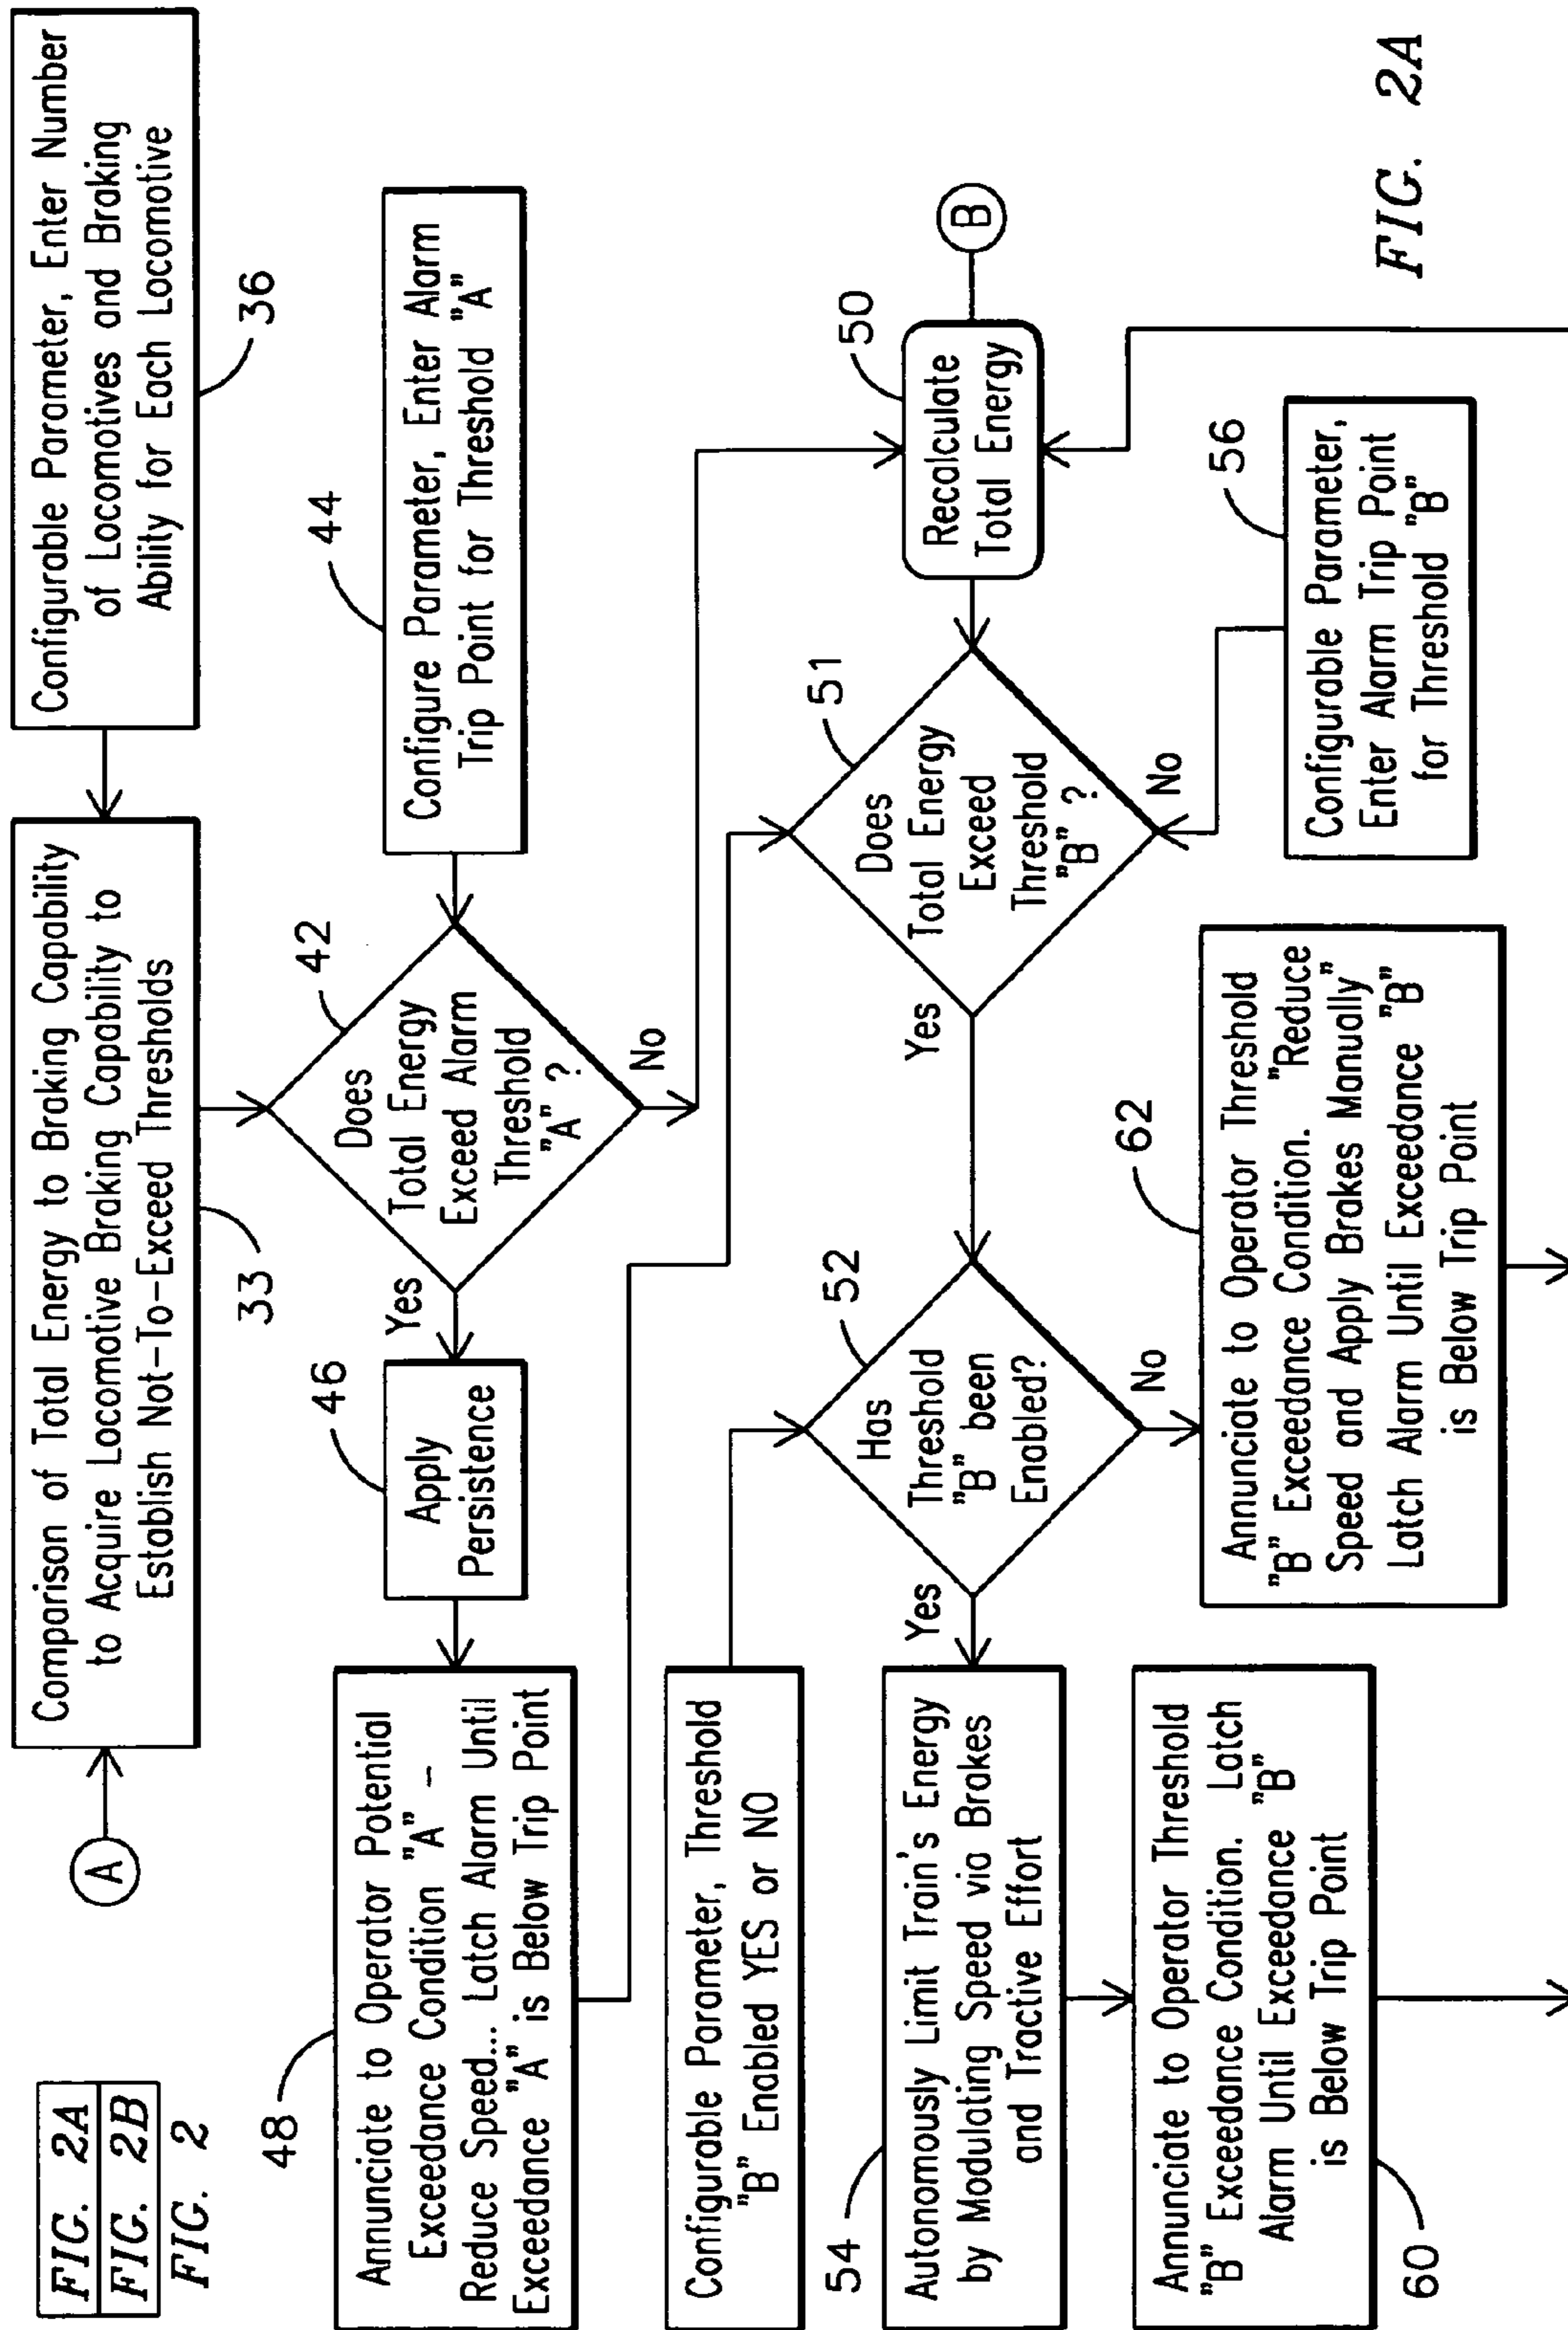 FIG. 2A
FIG. 2B
FIG. 2
A
Comparison of Total Energy to Braking Capability
to Acquire Locomotive Braking Capability to
Establish Not-To-Exceed Thresholds
33
Configurable Parameter, Enter Number
of Locomotives and Braking
Ability for Each Locomotive
36
48
Annunciate to Operator Potential
Exceedance Condition "A" -
Reduce Speed... Latch Alarm Until
Exceedance "A" is Below Trip Point
46
Apply
Persistence
Yes
42
Does
Total Energy
Exceed Alarm
Threshold
"A" ?
No
44
Configure Parameter, Enter Alarm
Trip Point for Threshold "A"
Configurable Parameter, Threshold
"B" Enabled YES or NO
54
Autonomously Limit Train's Energy
by Modulating Speed via Brakes
and Tractive Effort
Yes
52
Has
Threshold
"B" been
Enabled?
No
Yes
51
Does
Total Energy
Exceed
Threshold
"B" ?
No
50
Recalculate
Total Energy
B
Annunciate to Operator Threshold
"B" Exceedance Condition. Latch
Alarm Until Exceedance "B"
is Below Trip Point
60
62
Annunciate to Operator Threshold
"B" Exceedance Condition. "Reduce
Speed and Apply Brakes Manually"
Latch Alarm Until Exceedance "B"
is Below Trip Point
56
Configurable Parameter,
Enter Alarm Trip Point
for Threshold "B"
FIG. 2A